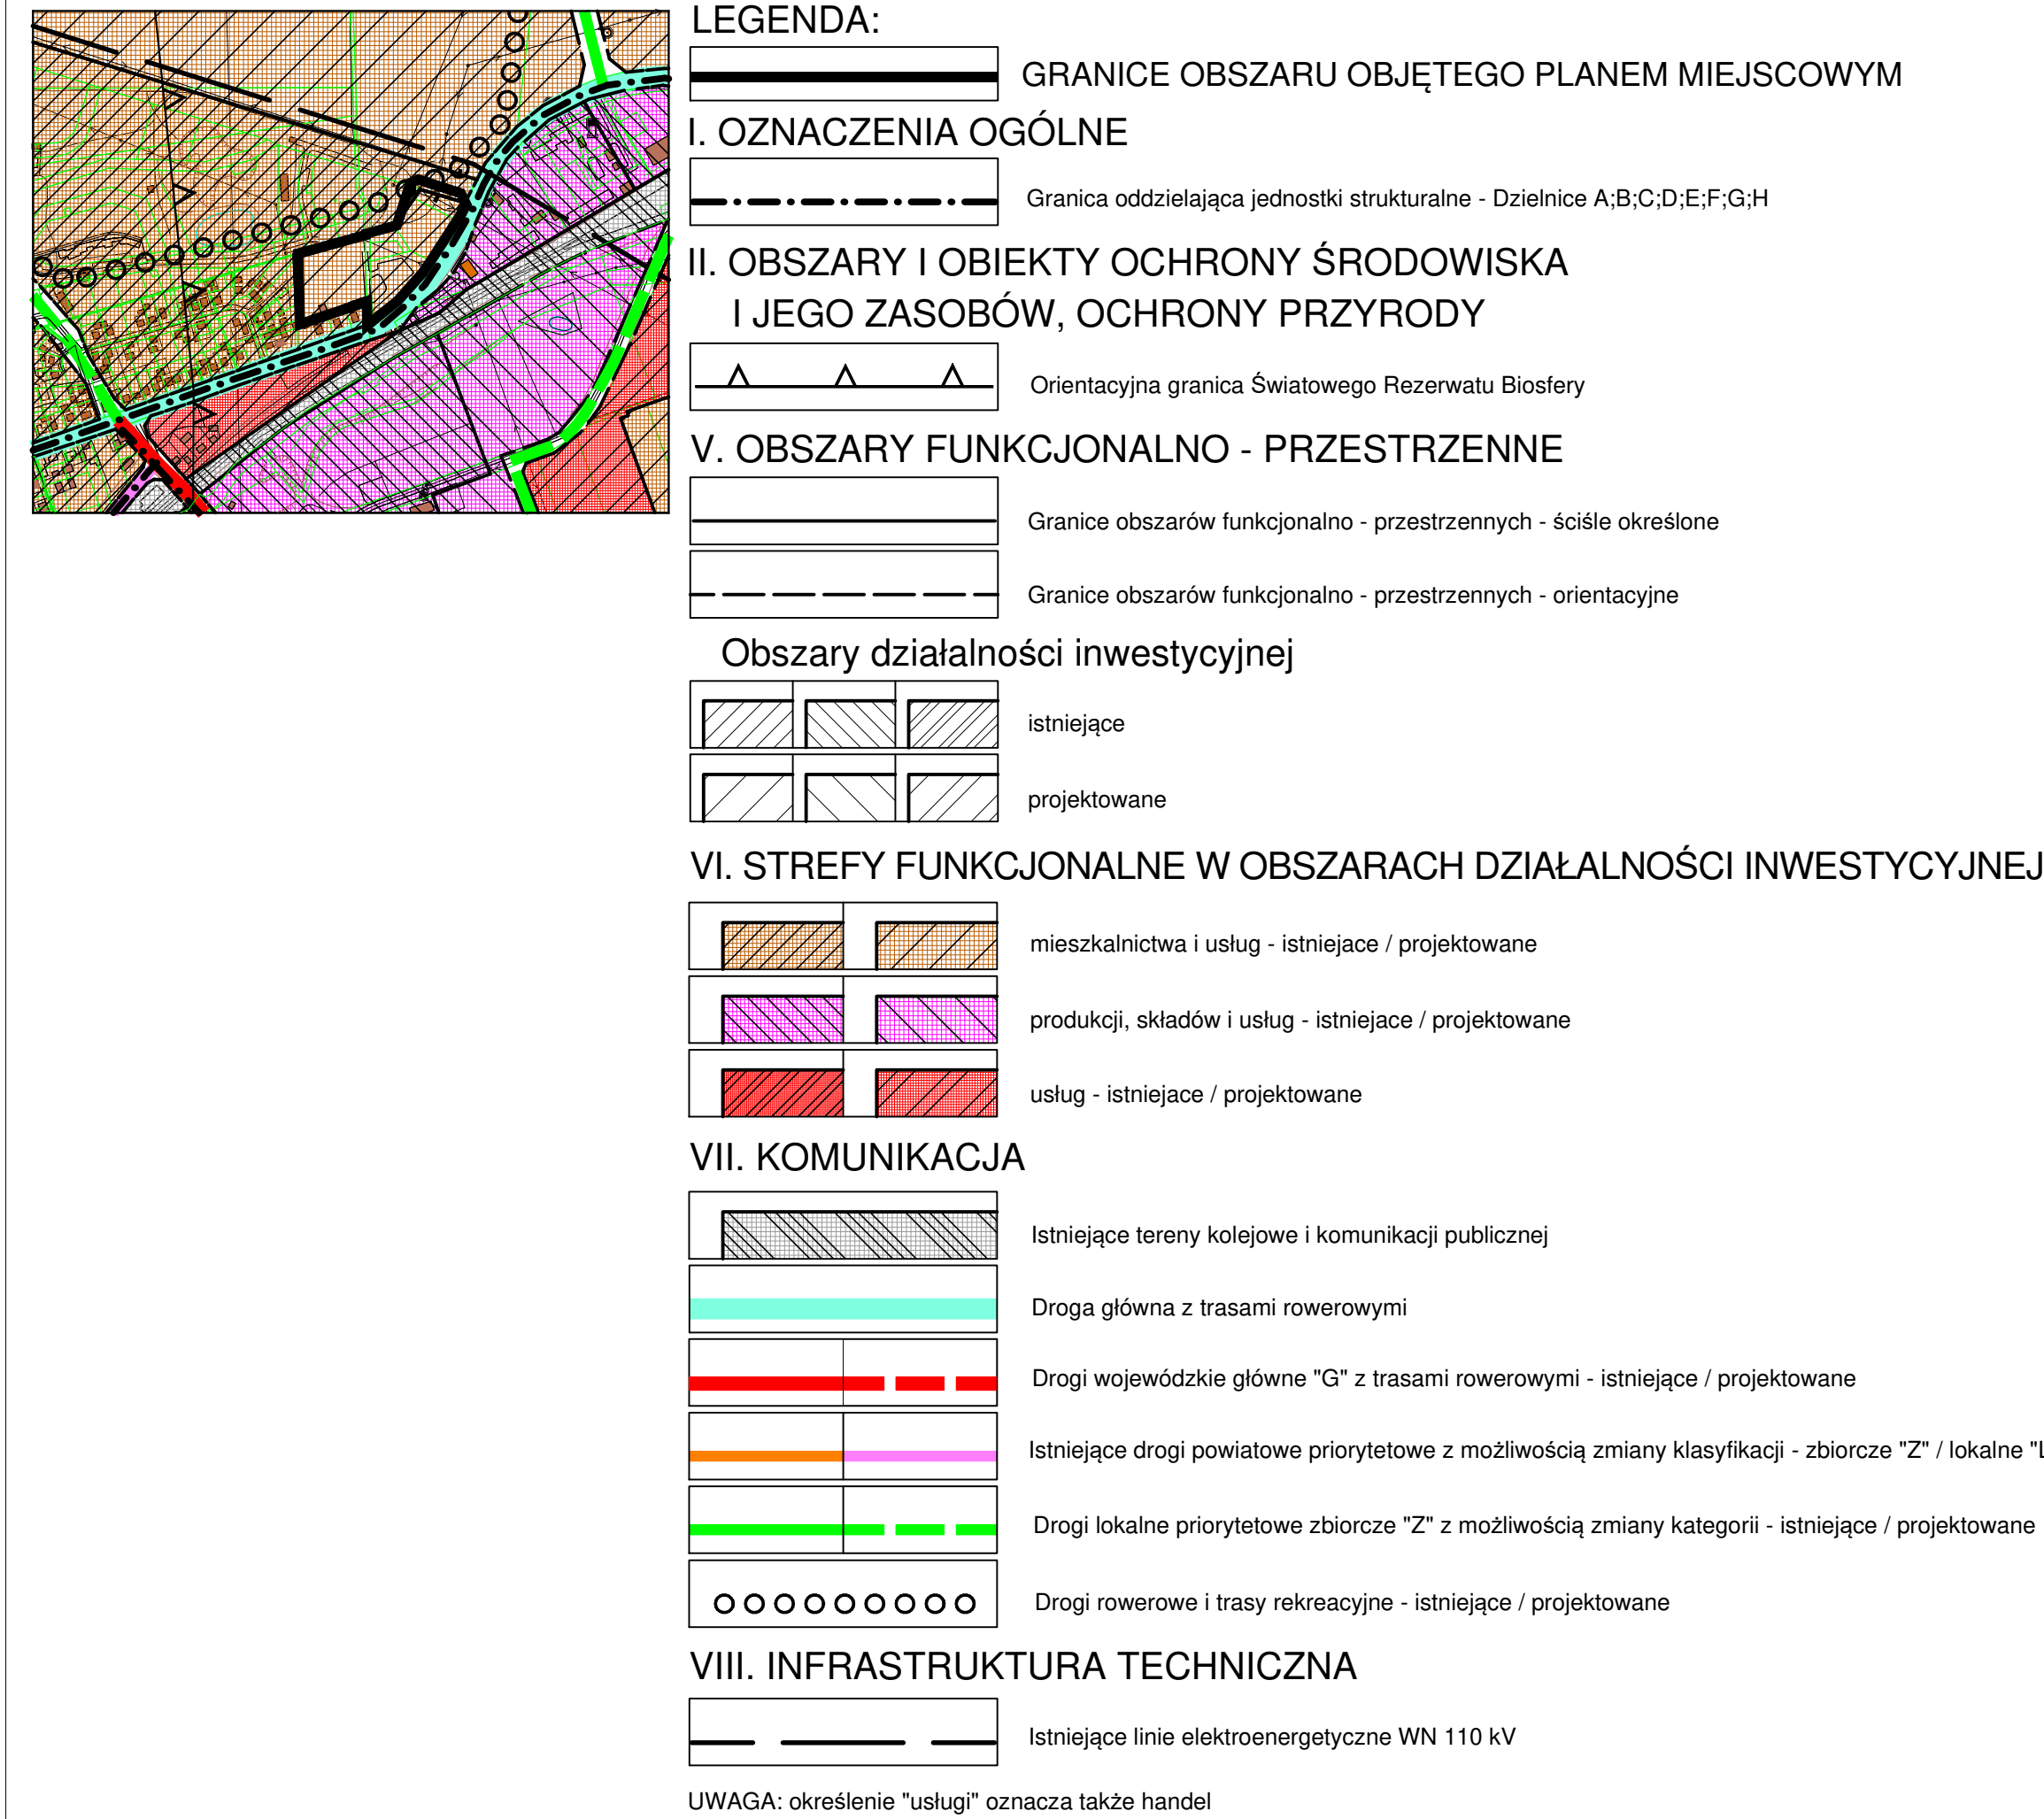 LEGENDA:
GRANICE OBSZARU OBJĘTEGO PLANEM MIEJSCOWYM
I. OZNACZENIA OGÓLNE
Granica oddzielająca jednostki strukturalne - Dzielnice A;B;C;D;E;F;G;H
II. OBSZARY I OBIEKTY OCHRONY ŚRODOWISKA
I JEGO ZASOBÓW, OCHRONY PRZYRODY
Orientacyjna granica Światowego Rezerwatu Biosfery
V. OBSZARY FUNKCJONALNO - PRZESTRZENNE
Granice obszarów funkcjonalno - przestrzennych - ściśle określone
Granice obszarów funkcjonalno - przestrzennych - orientacyjne
Obszary działalności inwestycyjnej
istniejące
projektowane
VI. STREFY FUNKCJONALNE W OBSZARACH DZIAŁALNOŚCI INWESTYCYJNEJ
mieszkalnictwa i usług - istniejace / projektowane
produkcji, składów i usług - istniejace / projektowane
usług - istniejace / projektowane
VII. KOMUNIKACJA
Istniejące tereny kolejowe i komunikacji publicznej
Droga główna z trasami rowerowymi
Drogi wojewódzkie główne "G" z trasami rowerowymi - istniejące / projektowane
Istniejące drogi powiatowe priorytetowe z możliwością zmiany klasyfikacji - zbiorcze "Z" / lokalne "L
Drogi lokalne priorytetowe zbiorcze "Z" z możliwością zmiany kategorii - istniejące / projektowane
Drogi rowerowe i trasy rekreacyjne - istniejące / projektowane
VIII. INFRASTRUKTURA TECHNICZNA
Istniejące linie elektroenergetyczne WN 110 kV
UWAGA: określenie "usługi" oznacza także handel